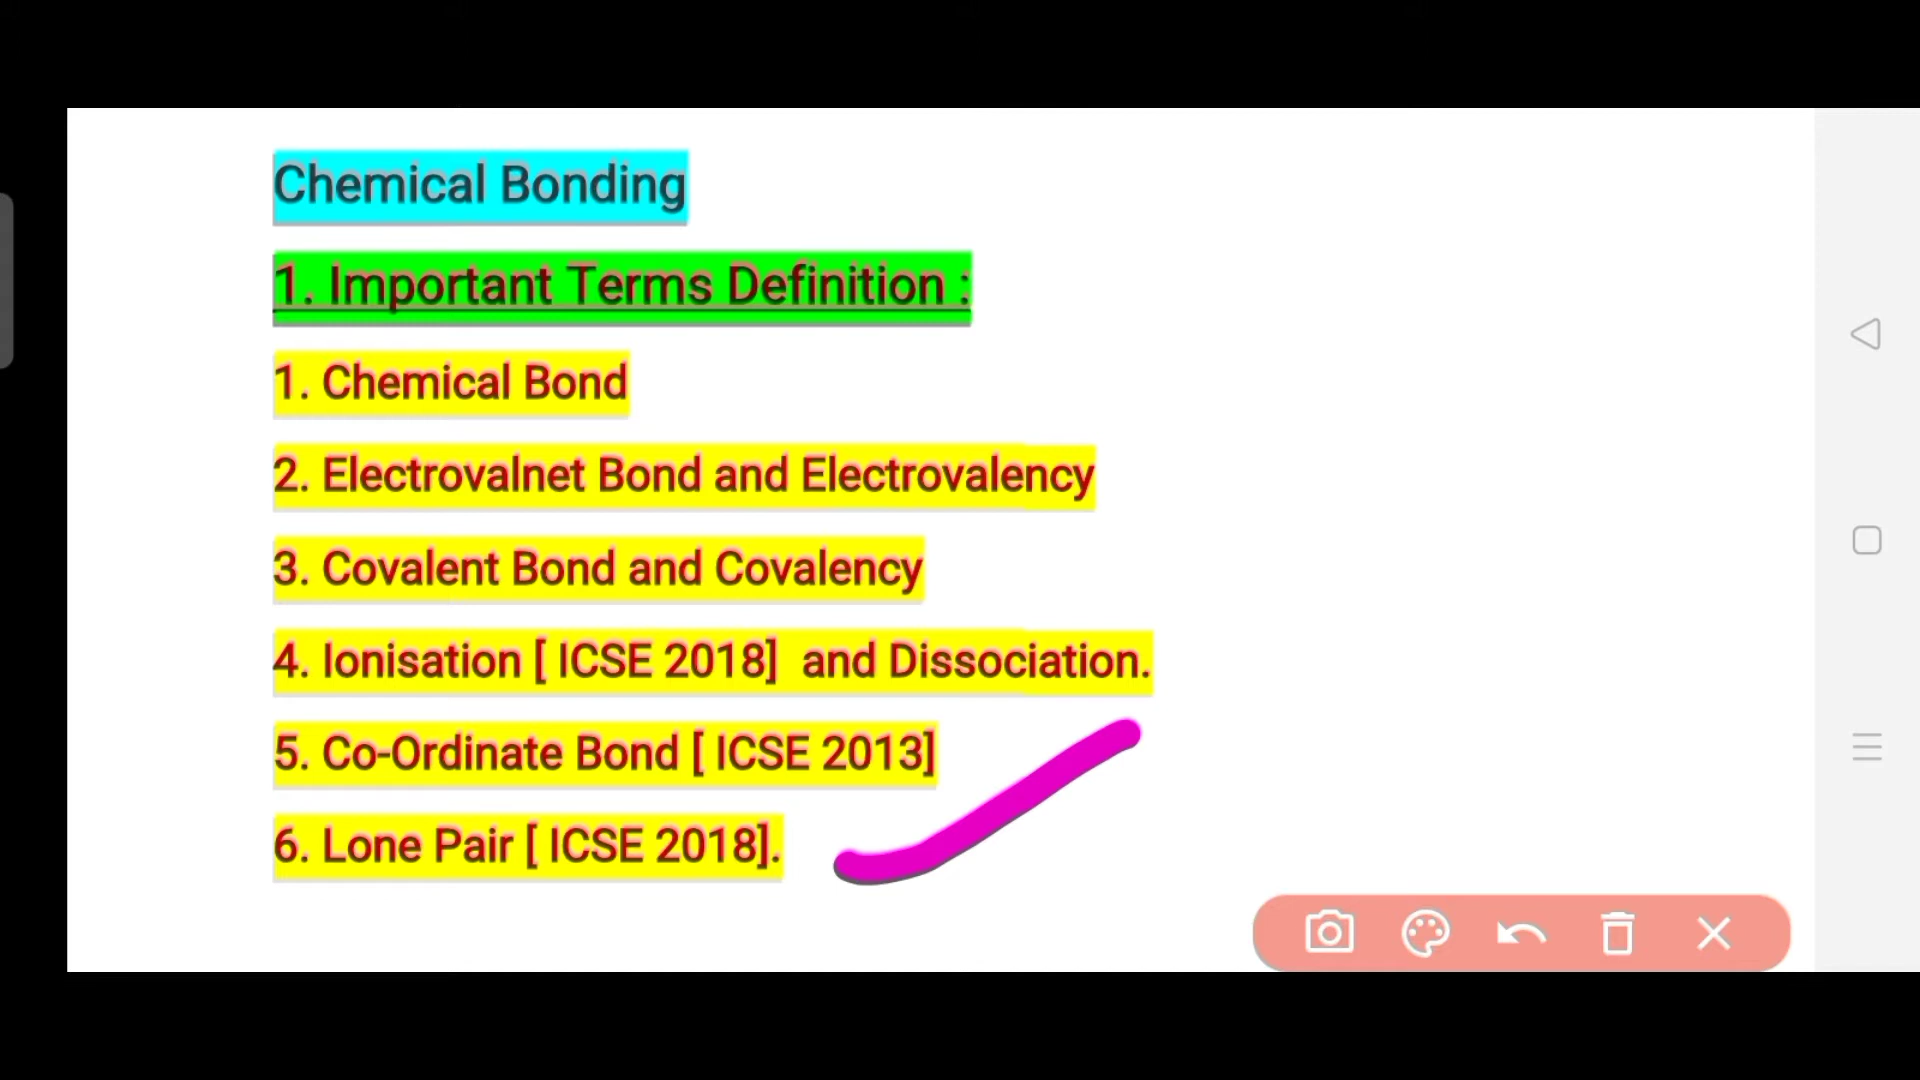 Chemical Bonding
1. Important Terms Definition :
1. Chemical Bond
2. Electrovalnet Bond and Electrovalency
3. Covalent Bond and Covalency
4. Ionisation [ ICSE 2018]  and Dissociation.
5. Co-Ordinate Bond [ ICSE 2013]
6. Lone Pair [ ICSE 2018].